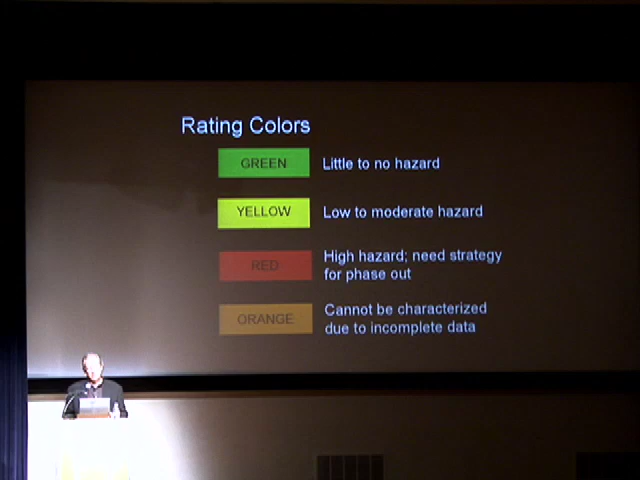 Rating Colors
GREEN
Little to no hazard
YELLOW
Low to moderate hazard
RED
High hazard; need strategy
for phase out
ORANGE
Cannot be characterized
due to incomplete data